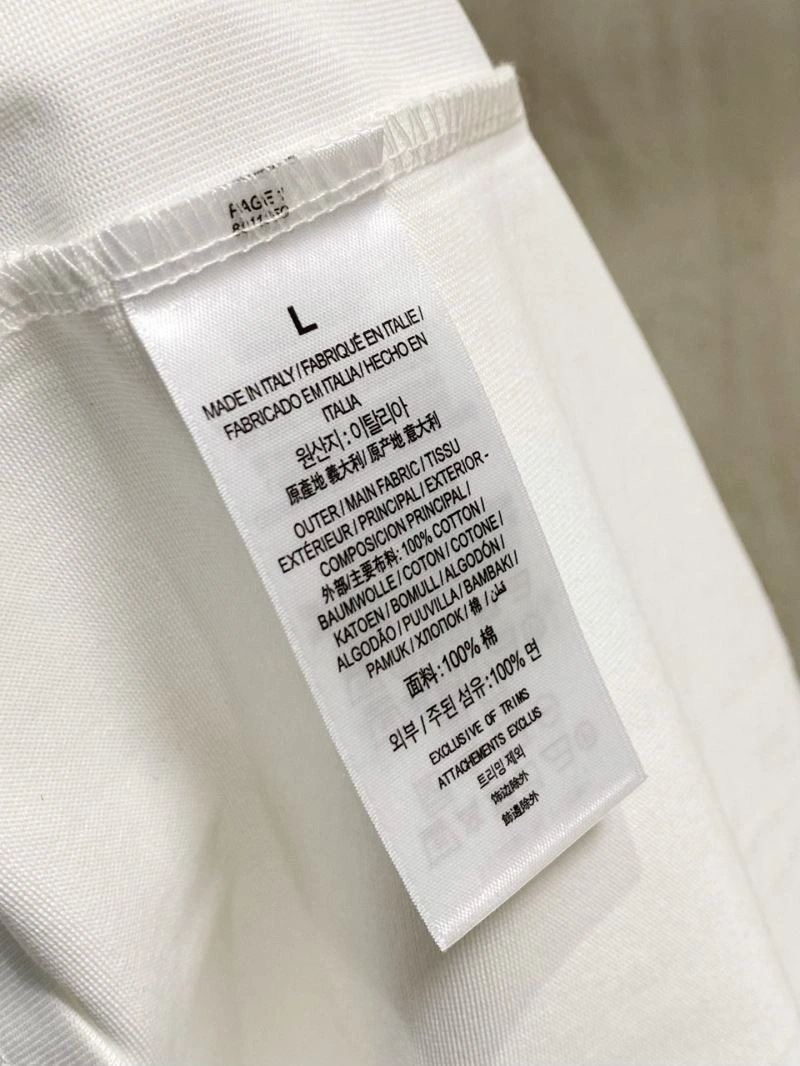 L
MADE IN ITALY / FABRIQUÉ EN ITALIE /
FABRICADO EM ITALIA / HECHO EN
ITALIA
원산지 : 이탈리아
原產地 義大利 / 原产地 意大利
OUTER / MAIN FABRIC / TISSU
EXTÉRIEUR / PRINCIPAL / EXTERIOR -
COMPOSICION PRINCIPAL /
外部/主要布料: 100% COTTON /
BAUMWOLLE / COTON / COTONE /
KATOEN / BOMULL / ALGODÓN /
ALGODÃO / PUUVILLA / BAMBAKI /
PAMUK / ХЛОПОК / 棉 / قطن
面料 : 100% 棉
외부 / 주된 섬유 : 100% 면
EXCLUSIVE OF TRIMS
ATTACHEMENTS EXCLUS
트리밍 제외
饰边除外
飾邊除外